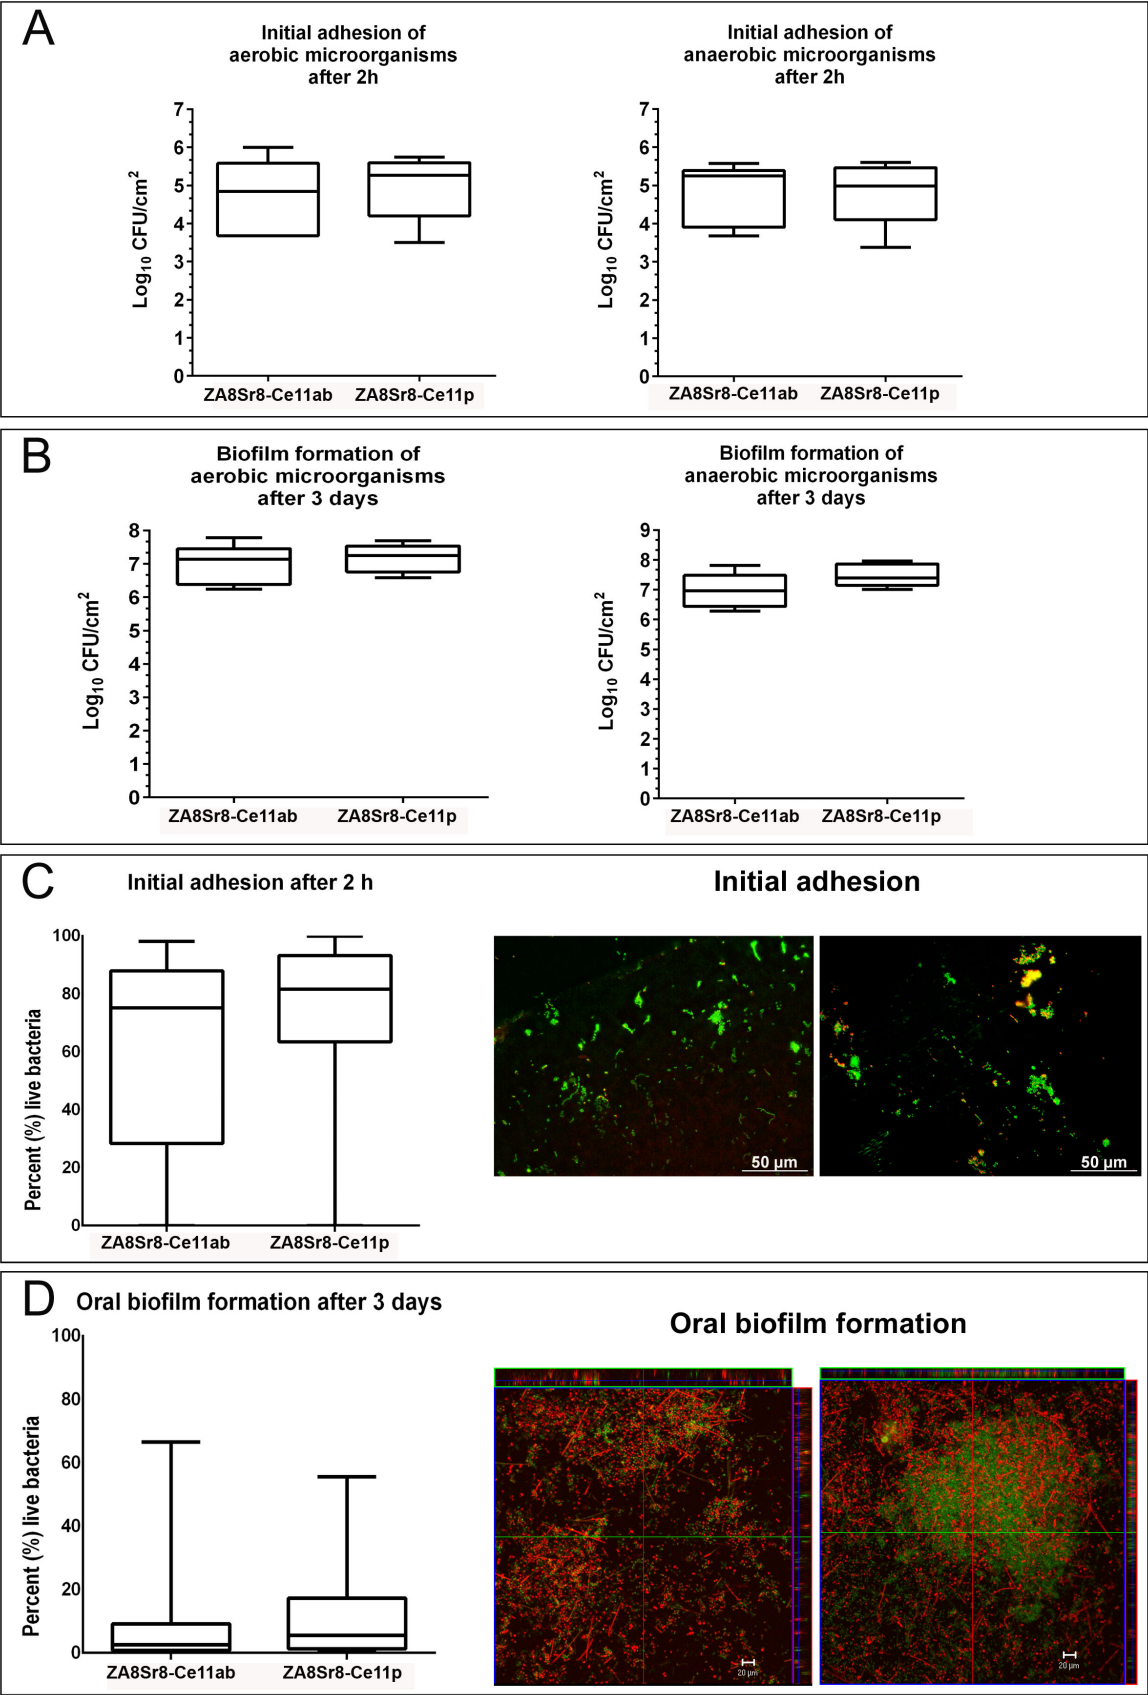 A
Initial adhesion of
aerobic microorganisms
after 2h
7
6
5
4
3
2
1
0
Log10 CFU/cm2
ZA8Sr8-Ce11ab ZA8Sr8-Ce11p
Initial adhesion of
anaerobic microorganisms
after 2h
7
6
5
4
3
2
1
0
Log10 CFU/cm2
ZA8Sr8-Ce11ab ZA8Sr8-Ce11p
B
Biofilm formation of
aerobic microorganisms
after 3 days
8
7
6
5
4
3
2
1
0
Log10 CFU/cm2
ZA8Sr8-Ce11ab ZA8Sr8-Ce11p
Biofilm formation of
anaerobic microorganisms
after 3 days
9
8
7
6
5
4
3
2
1
0
Log10 CFU/cm2
ZA8Sr8-Ce11ab ZA8Sr8-Ce11p
C
Initial adhesion after 2 h
100
80
60
40
20
0
Percent (%) live bacteria
ZA8Sr8-Ce11ab ZA8Sr8-Ce11p
Initial adhesion
50 µm
50 µm
D
Oral biofilm formation after 3 days
100
80
60
40
20
0
Percent (%) live bacteria
ZA8Sr8-Ce11ab ZA8Sr8-Ce11p
Oral biofilm formation
20 µm
20 µm